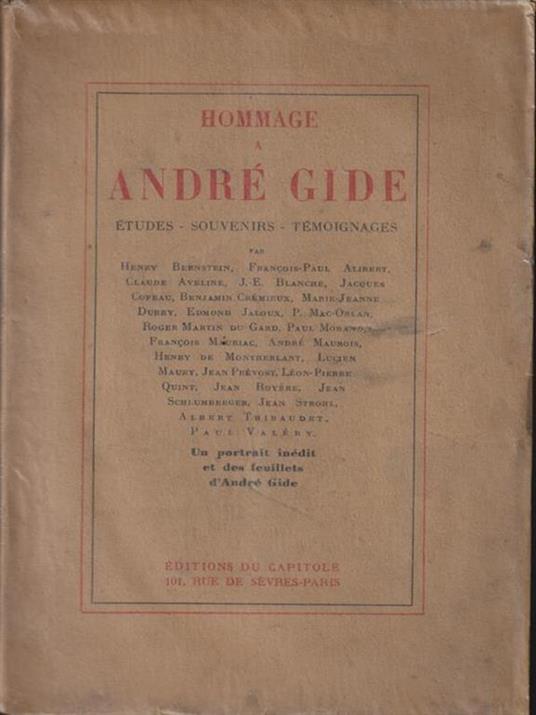 HOMMAGE
A
ANDRÉ GIDE
ÉTUDES - SOUVENIRS - TÉMOIGNAGES
PAR
HENRY BERNSTEIN, FRANÇOIS-PAUL ALIBERT,
CLAUDE AVELINE, J.-E. BLANCHE, JACQUES
COPEAU, BENJAMIN CRÉMIEUX, MARIE-JEANNE
DURRY, EDMOND JALOUX, P. MAC-ORLAN,
ROGER MARTIN DU GARD, PAUL MORAND,
FRANÇOIS MAURIAC, ANDRÉ MAUROIS,
HENRY DE MONTHERLANT, LUCIEN
MAURY, JEAN PRÉVOST, LÉON-PIERRE
QUINT, JEAN ROYÈRE, JEAN
SCHLUMBERGER, JEAN STROHL,
ALBERT THIBAUDET,
PAUL VALÉRY.
Un portrait inédit
et des feuillets
d'André Gide
ÉDITIONS DU CAPITOLE
101, RUE DE SÈVRES-PARIS